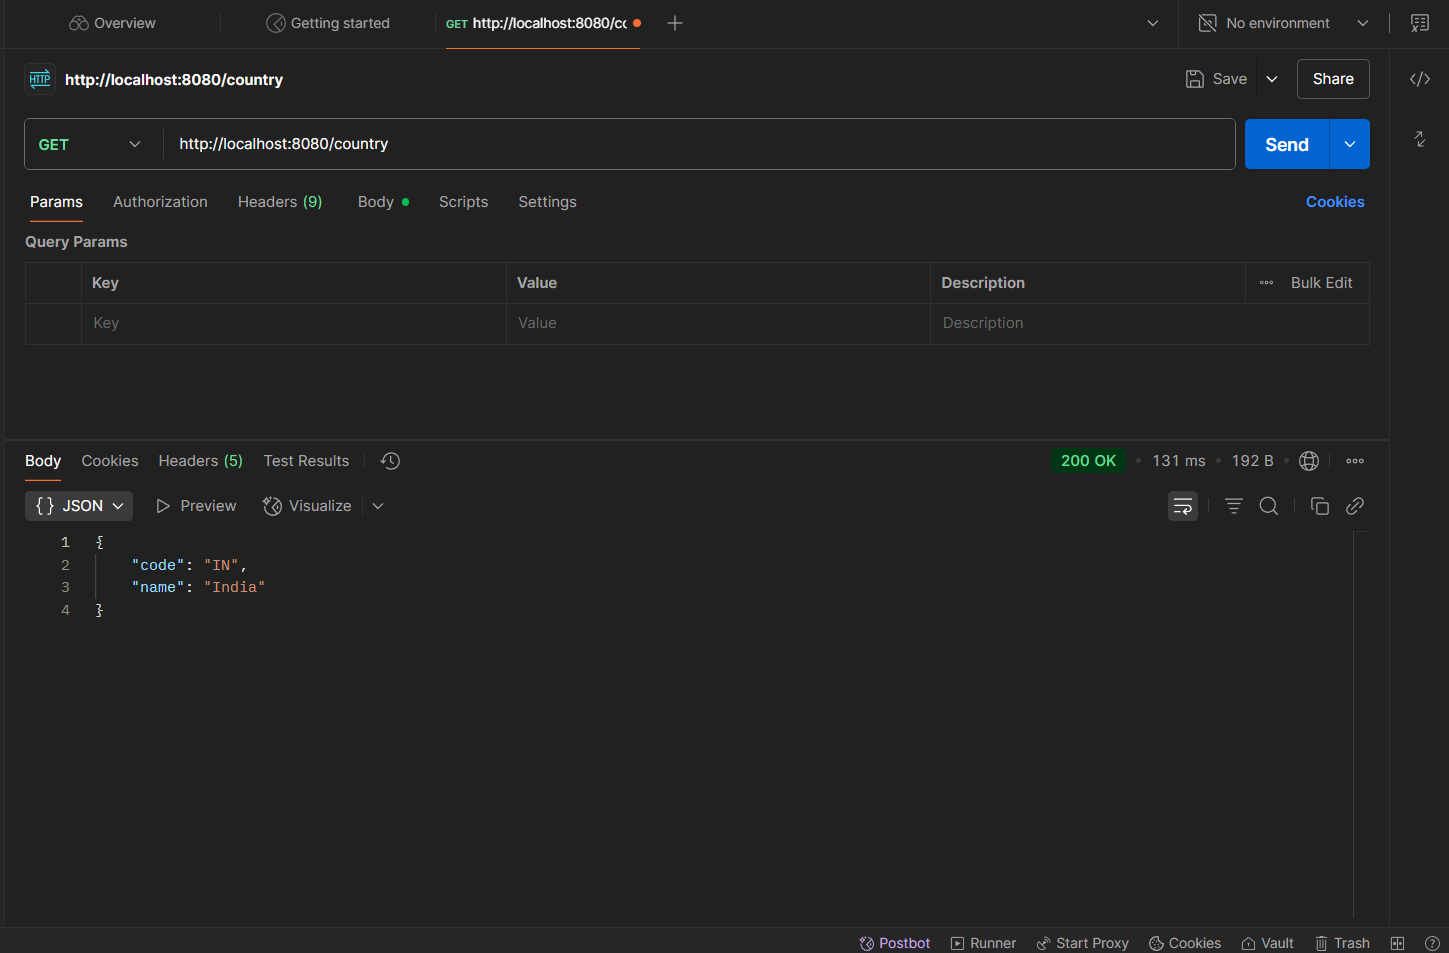 Overview
Getting started
GET http://localhost:8080/cc
No environment
HTTP http://localhost:8080/country
Save
Share
GET
http://localhost:8080/country
Send
Params
Authorization
Headers (9)
Body
Scripts
Settings
Cookies
Query Params
Key
Value
Description
Bulk Edit
Key
Value
Description
Body
Cookies
Headers (5)
Test Results
200 OK
131 ms
192 B
{} JSON
Preview
Visualize
1 {
2 "code": "IN",
3 "name": "India"
4 }
Postbot
Runner
Start Proxy
Cookies
Vault
Trash